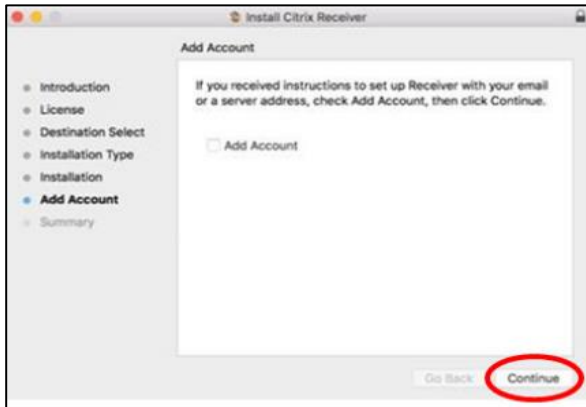 Install Citrix Receiver
Add Account
Introduction
License
Destination Select
Installation Type
Installation
Add Account
Summary
If you received instructions to set up Receiver with your email
or a server address, check Add Account, then click Continue.
Add Account
Go Back
Continue